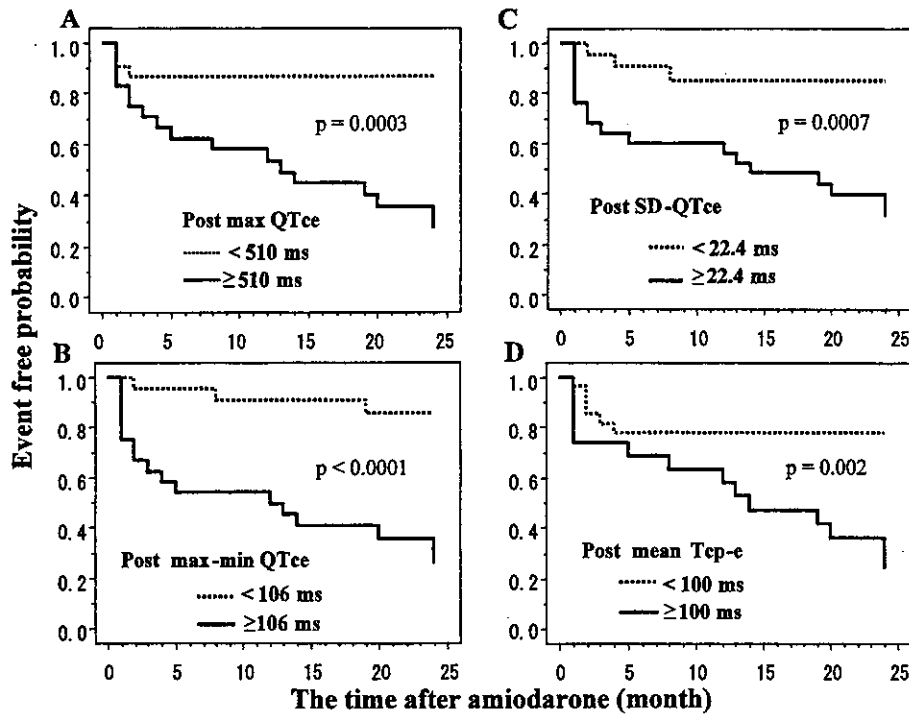 A
1.0
0.8
0.6
0.4
0.2
0.0
p = 0.0003
Post max QTce
< 510 ms
≥510 ms
0 5 10 15 20 25
C
1.0
0.8
0.6
0.4
0.2
0.0
p = 0.0007
Post SD-QTce
< 22.4 ms
≥ 22.4 ms
0 5 10 15 20 25
B
1.0
0.8
0.6
0.4
0.2
0.0
p < 0.0001
Post max-min QTce
< 106 ms
≥106 ms
0 5 10 15 20 25
D
1.0
0.8
0.6
0.4
0.2
0.0
p = 0.002
Post mean Tcp-e
< 100 ms
≥100 ms
0 5 10 15 20 25
Event free probability
The time after amiodarone (month)